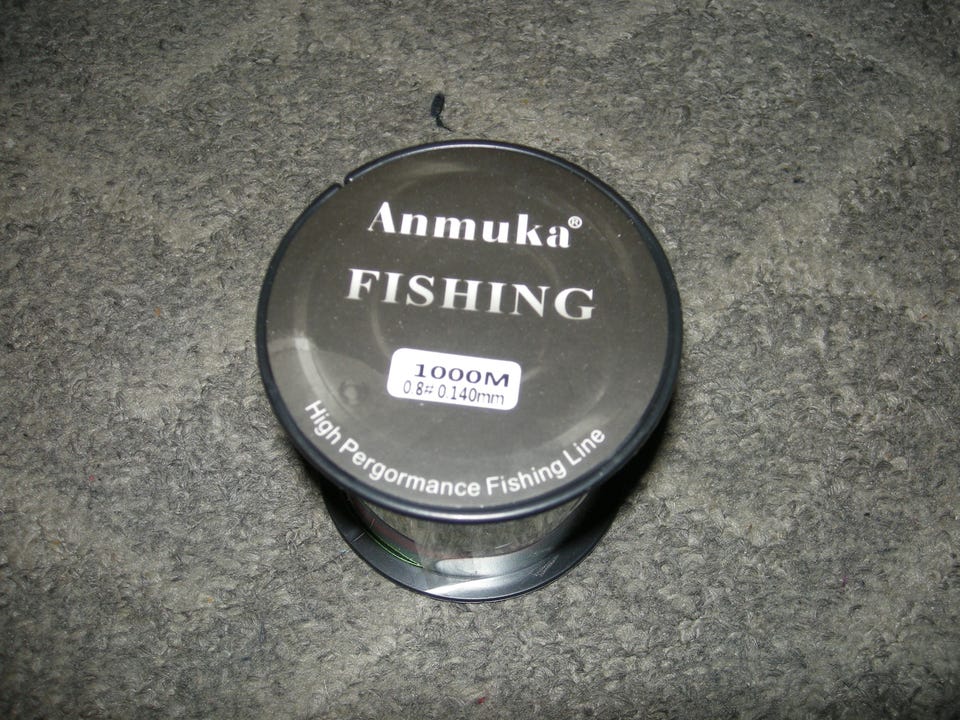 Anmuka®
FISHING
1000M
0.8# 0.140mm
High Pergormance Fishing Line